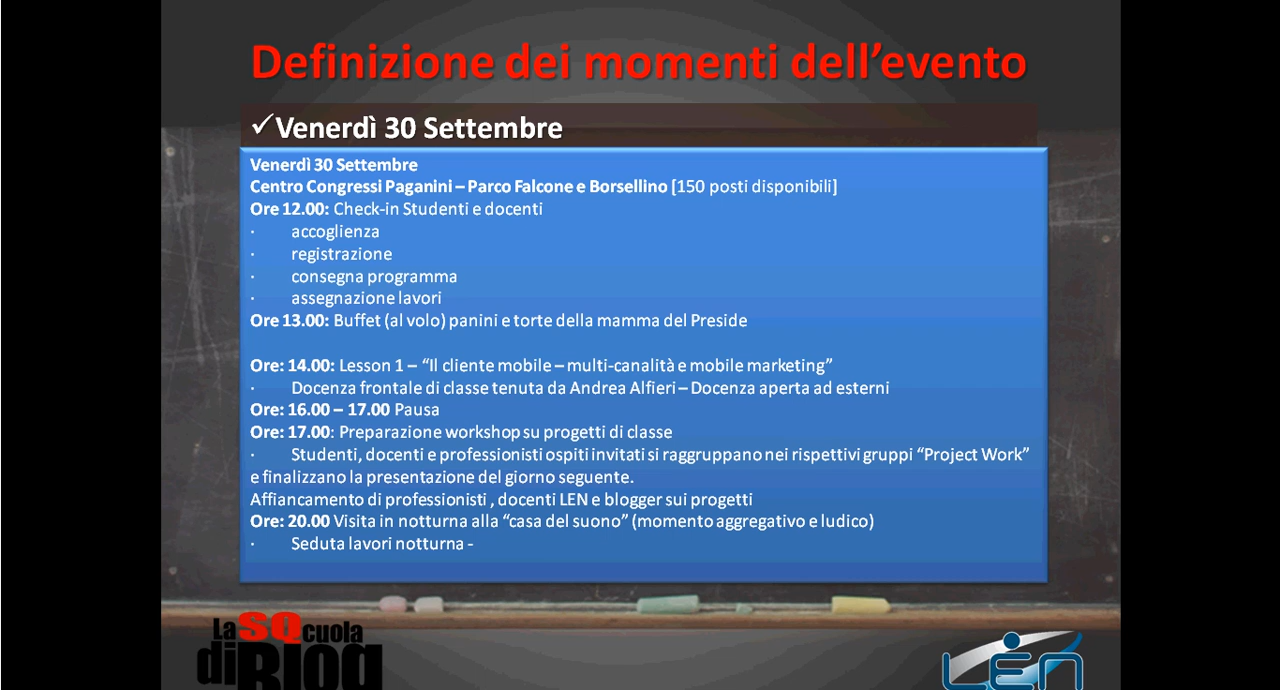 Definizione dei momenti dell’evento
✓Venerdì 30 Settembre
Venerdì 30 Settembre
Centro Congressi Paganini – Parco Falcone e Borsellino [150 posti disponibili]
Ore 12.00: Check-in Studenti e docenti
· accoglienza
· registrazione
· consegna programma
· assegnazione lavori
Ore 13.00: Buffet (al volo) panini e torte della mamma del Preside
Ore: 14.00: Lesson 1 – “Il cliente mobile – multi-canalità e mobile marketing”
· Docenza frontale di classe tenuta da Andrea Alfieri – Docenza aperta ad esterni
Ore: 16.00 – 17.00 Pausa
Ore: 17.00: Preparazione workshop su progetti di classe
· Studenti, docenti e professionisti ospiti invitati si raggruppano nei rispettivi gruppi “Project Work”
e finalizzano la presentazione del giorno seguente.
Affiancamento di professionisti , docenti LEN e blogger sui progetti
Ore: 20.00 Visita in notturna alla “casa del suono” (momento aggregativo e ludico)
· Seduta lavori notturna -
La SQcuola
di Blog
LEN